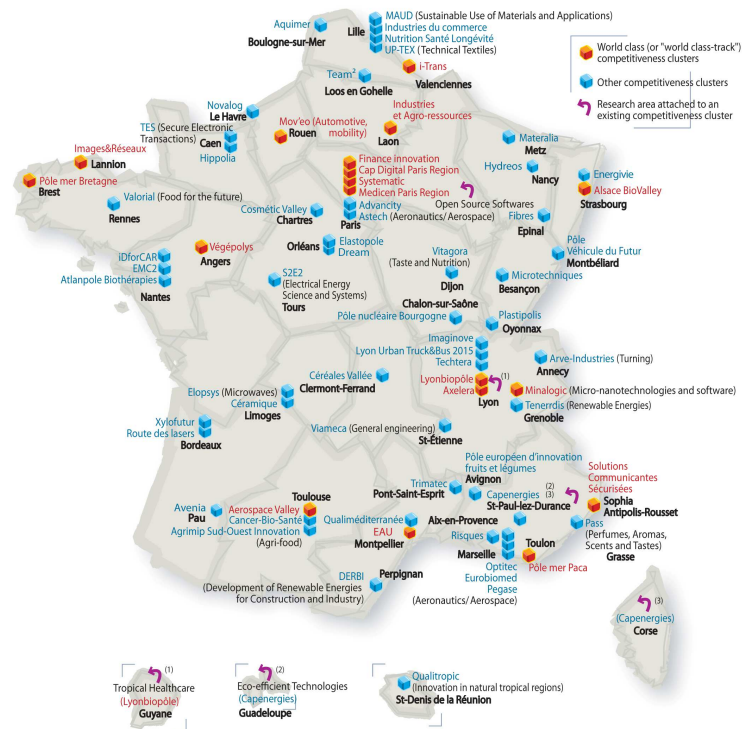 Aquimer
Boulogne-sur-Mer
Lille
MAUD (Sustainable Use of Materials and Applications)
Industries du commerce
Nutrition Santé Longévité
UP-TEX (Technical Textiles)
World class (or "world class-track")
competitiveness clusters
Other competitiveness clusters
Research area attached to an
existing competitiveness cluster
i-Trans
Valenciennes
Team²
Loos en Gohelle
Novalog
Le Havre
Mov'eo (Automotive,
mobility)
Rouen
Industries
et Agro-ressources
Laon
TES (Secure Electronic
Transactions)
Caen
Hippolia
Images&Réseaux
Lannion
Pôle mer Bretagne
Brest
Valorial (Food for the future)
Rennes
Materalia
Metz
Hydreos
Nancy
Energivie
Alsace BioValley
Strasbourg
Finance innovation
Cap Digital Paris Region
Systematic
Medicen Paris Region
Advancity
Astech (Aeronautics/Aerospace)
Paris
Open Source Softwares
Cosmétic Valley
Chartres
Fibres
Epinal
Orléans
Elastopole
Dream
Végépolys
Angers
iDforCAR
EMC2
Atlanpole Biothérapies
Nantes
S2E2
(Electrical Energy
Science and Systems)
Tours
Vitagora
(Taste and Nutrition)
Dijon
Pôle
Véhicule du Futur
Montbéliard
Microtechniques
Besançon
Chalon-sur-Saône
Pôle nucléaire Bourgogne
Plastipolis
Oyonnax
Imaginove
Lyon Urban Truck&Bus 2015
Techtera
Lyonbiopôle
(1)
Axelera
Lyon
Arve-Industries (Turning)
Annecy
Minalogic (Micro-nanotechnologies and software)
Tenerrdis (Renewable Energies)
Grenoble
Céréales Vallée
Clermont-Ferrand
Elopsys (Microwaves)
Céramique
Limoges
Xylofutur
Route des lasers
Bordeaux
Viameca (General engineering)
St-Étienne
Pôle européen d'innovation
fruits et légumes
Avignon
Trimatec
Pont-Saint-Esprit
Capenergies
(2)
(3)
St-Paul-lez-Durance
Solutions
Communicantes
Sécurisées
Sophia
Antipolis-Rousset
Avenia
Pau
Toulouse
Aerospace Valley
Cancer-Bio-Santé
Agrimip Sud-Ouest Innovation
(Agri-food)
Qualiméditerranée
EAU
Montpellier
Aix-en-Provence
Risques
Marseille
Optitec
Eurobiomed
Pegase
(Aeronautics/Aerospace)
Toulon
Pôle mer Paca
Pass
(Perfumes, Aromas,
Scents and Tastes)
Grasse
DERBI
Perpignan
(Development of Renewable Energies
for Construction and Industry)
(3)
(Capenergies)
Corse
(1)
Tropical Healthcare
(Lyonbiopôle)
Guyane
(2)
Eco-efficient Technologies
(Capenergies)
Guadeloupe
Qualitropic
(Innovation in natural tropical regions)
St-Denis de la Réunion